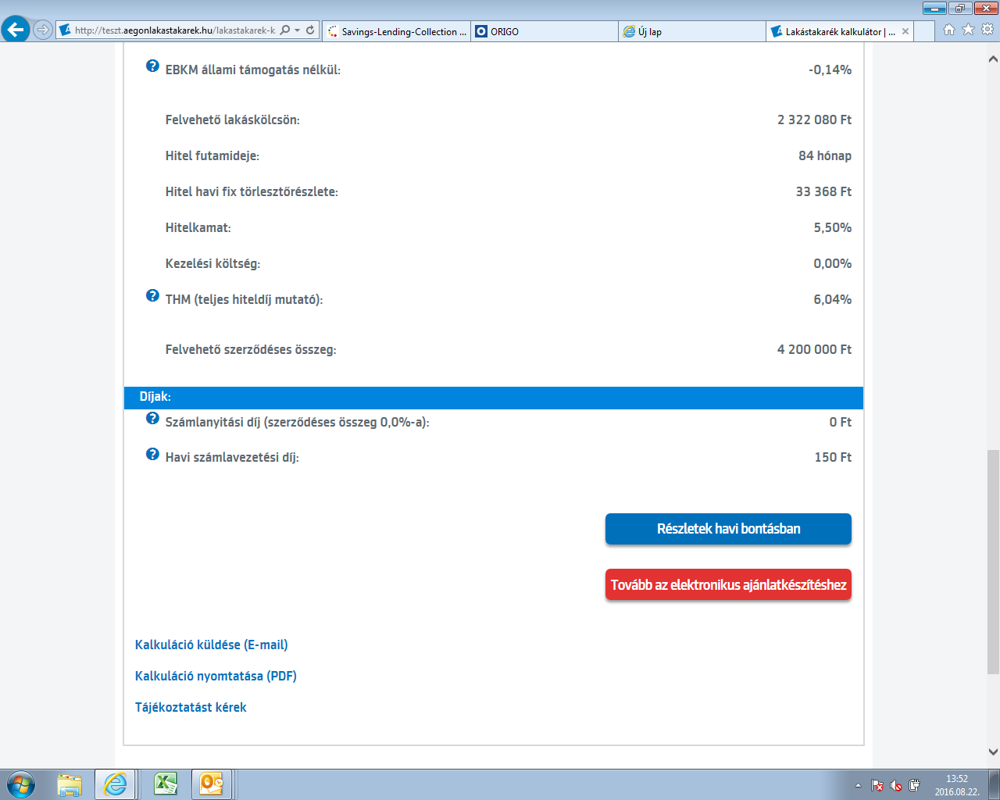 http://teszt.aegonlakastakarek.hu/lakastakarek-k
Savings-Lending-Collection ...
ORIGO
Új lap
Lakástakarék kalkulátor | ...
EBKM állami támogatás nélkül: -0,14%
Felvehető lakáskölcsön: 2 322 080 Ft
Hitel futamideje: 84 hónap
Hitel havi fix törlesztőrészlete: 33 368 Ft
Hitelkamat: 5,50%
Kezelési költség: 0,00%
THM (teljes hiteldíj mutató): 6,04%
Felvehető szerződéses összeg: 4 200 000 Ft
Díjak:
Számlanyitási díj (szerződéses összeg 0,0%-a): 0 Ft
Havi számlavezetési díj: 150 Ft
Részletek havi bontásban
Tovább az elektronikus ajánlatkészítéshez
Kalkuláció küldése (E-mail)
Kalkuláció nyomtatása (PDF)
Tájékoztatást kérek
13:52
2016.08.22.